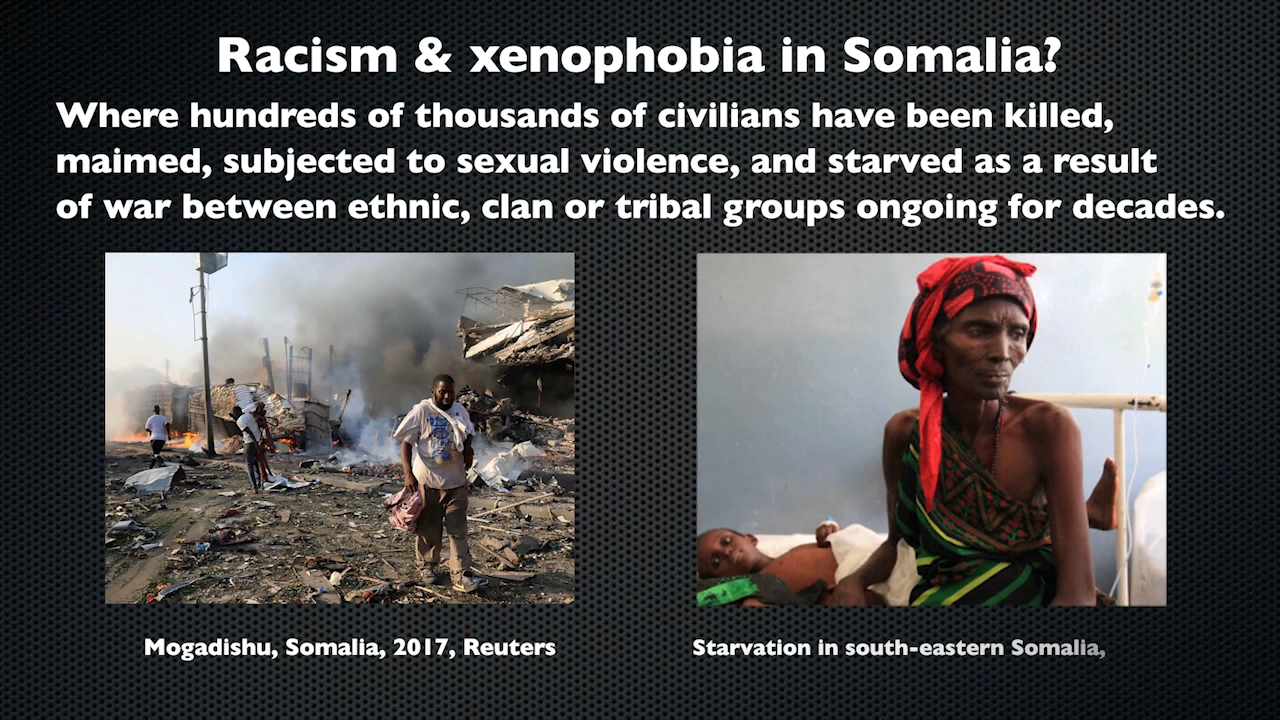 Racism & xenophobia in Somalia?
Where hundreds of thousands of civilians have been killed,
maimed, subjected to sexual violence, and starved as a result
of war between ethnic, clan or tribal groups ongoing for decades.
Mogadishu, Somalia, 2017, Reuters
Starvation in south-eastern Somalia,